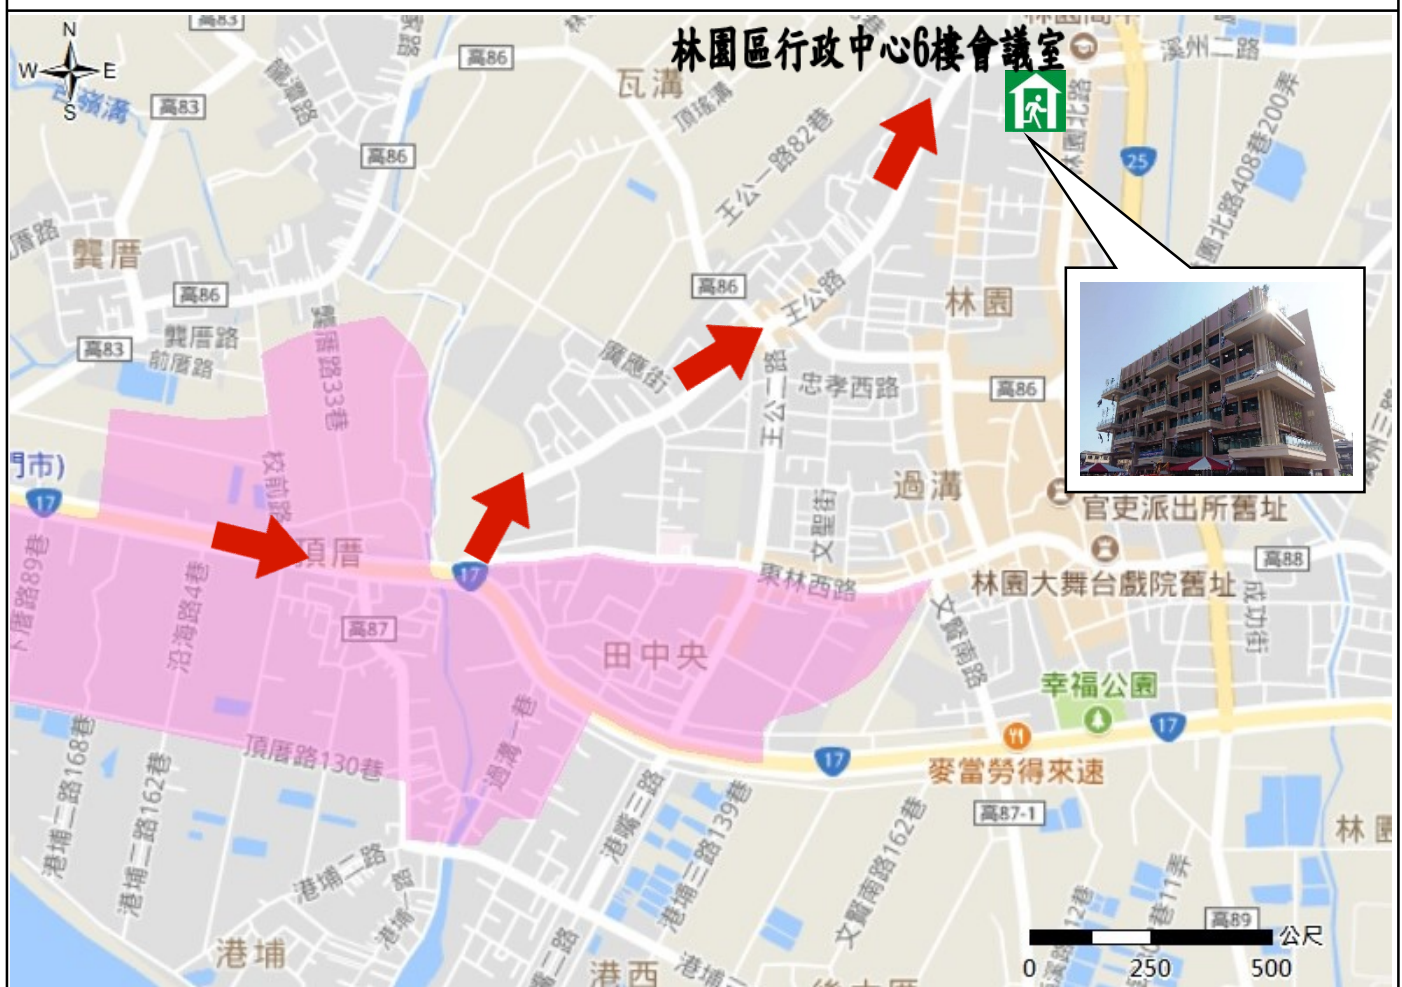 林園區行政中心6樓會議室
N
W
E
S
高83
高86
溪州二路
瓦溝
頂瑤溝
龍潭路
高83
高86
王公一路82巷
林園北路
25
林園北路408巷200弄
龔厝
高86
高86
王公路
林園
高83
龔厝路
前厝路
龔厝路33巷
廣應街
王公二路
忠孝西路
高86
門市)
17
校前路
過溝
文聖街
官吏派出所舊址
頂厝
17
東林西路
林園大舞台戲院舊址
高88
成功街
沿海路4巷
高87
田中央
文賢南路
幸福公園
17
17
過溝一巷
頂厝路130巷
麥當勞得來速
高87-1
港埔二路168巷
港埔二路162巷
港嘴三路
港埔三路139巷
文賢南路162巷
林園
港埔二路
港埔一路
港埔
港西
高89
公尺
0
250
500